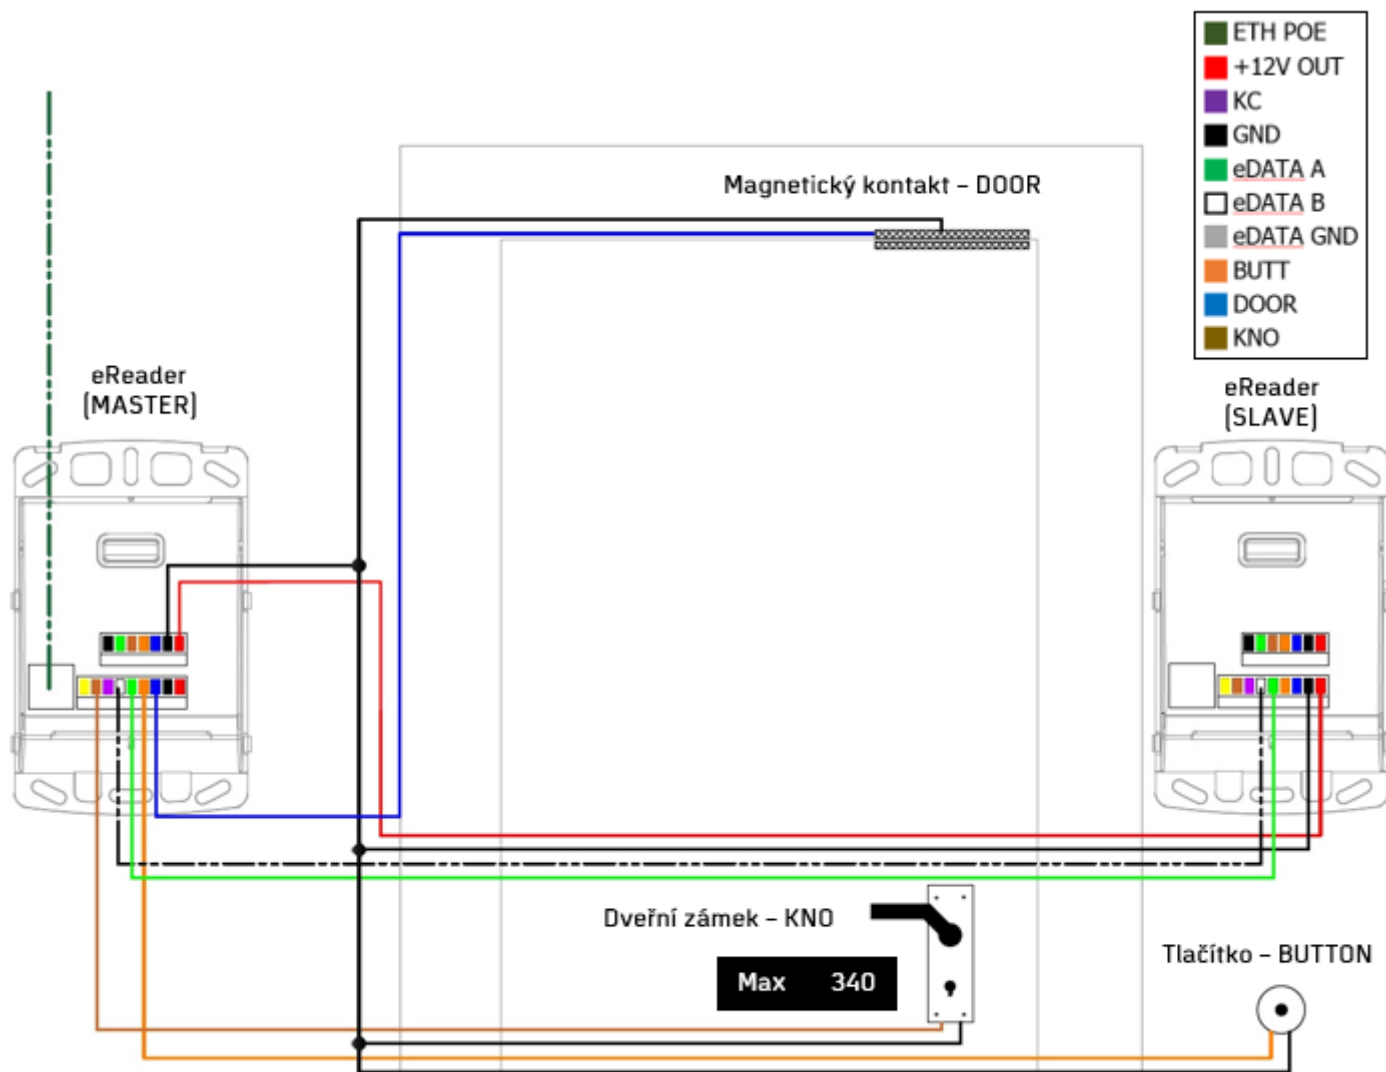 ETH POE
+12V OUT
KC
GND
eDATA A
eDATA B
eDATA GND
BUTT
DOOR
KNO
Magnetický kontakt – DOOR
eReader
(MASTER)
eReader
(SLAVE)
Dveřní zámek – KNO
Max 340
Tlačítko – BUTTON